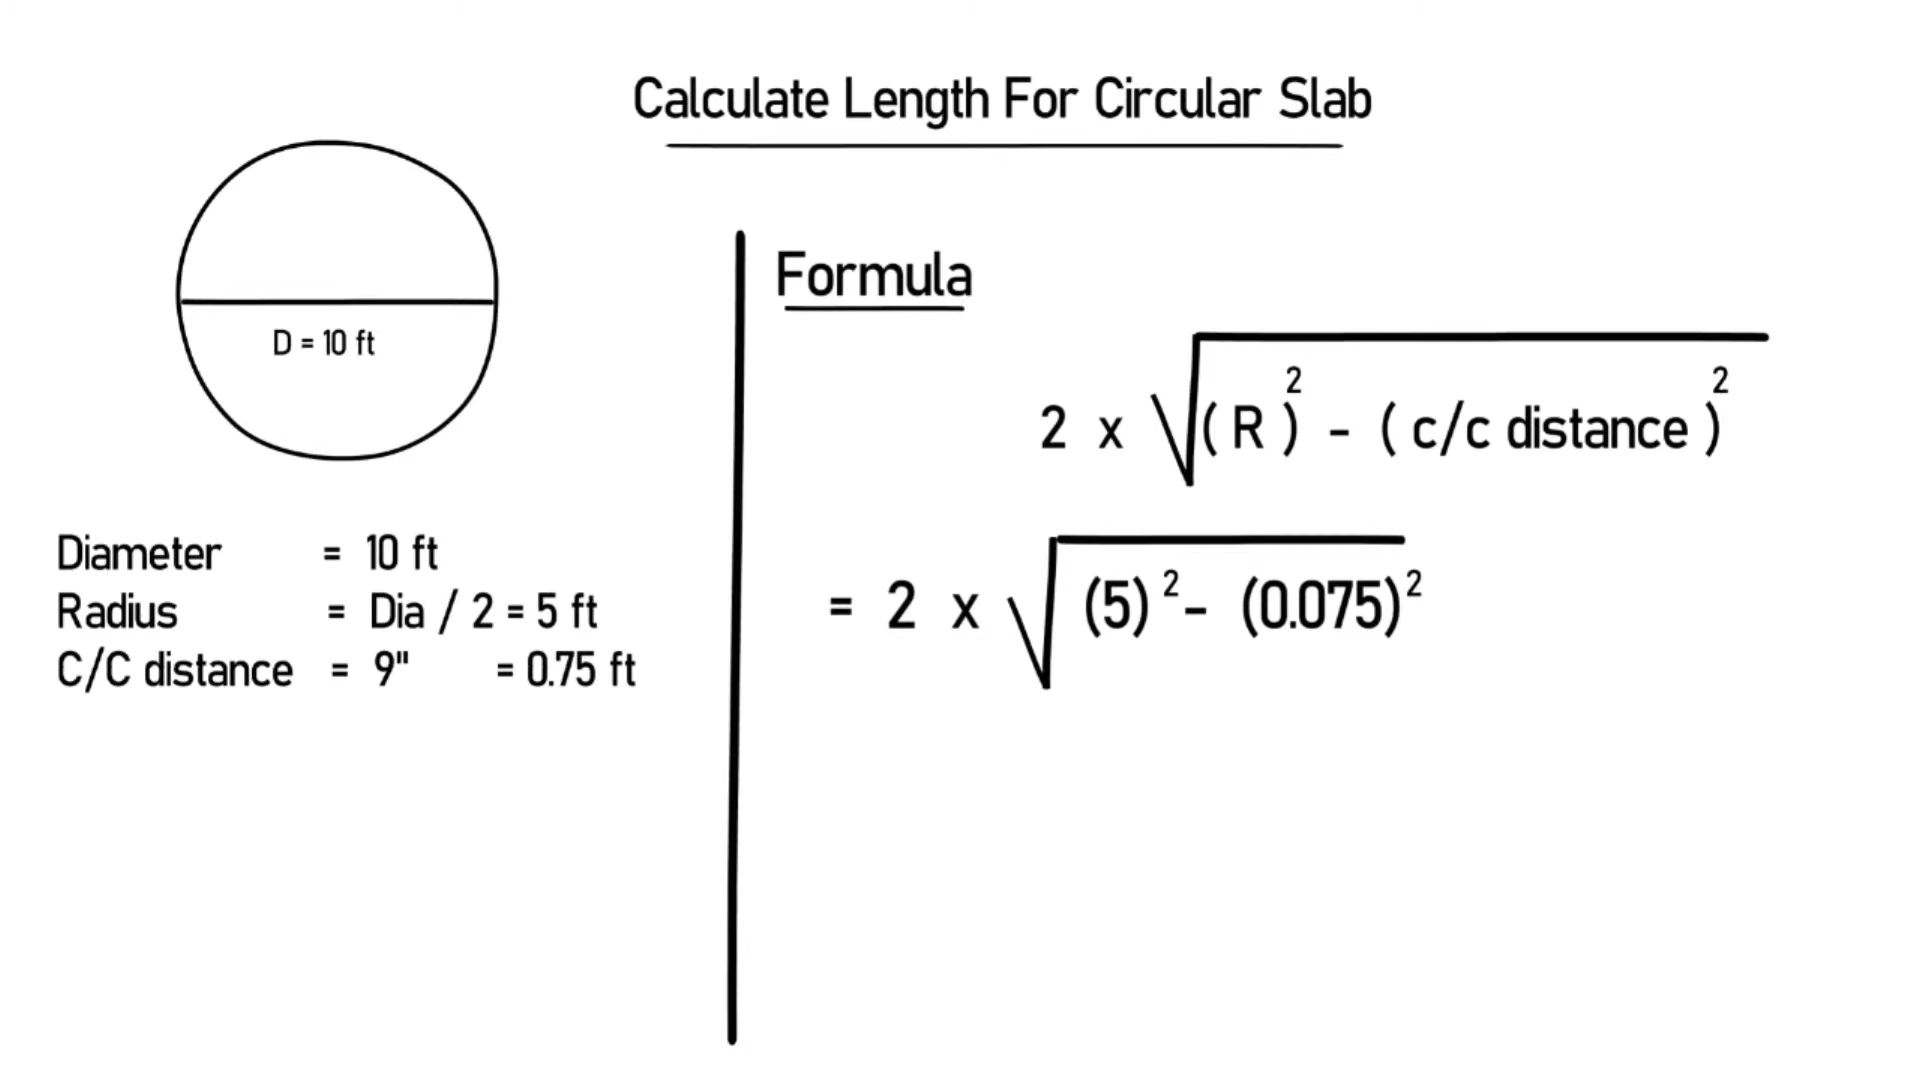 Calculate Length For Circular Slab
D = 10 ft
Diameter = 10 ft
Radius = Dia / 2 = 5 ft
C/C distance = 9" = 0.75 ft
Formula
2 x √( R )² - ( c/c distance )²
= 2 x √(5)² - (0.075)²